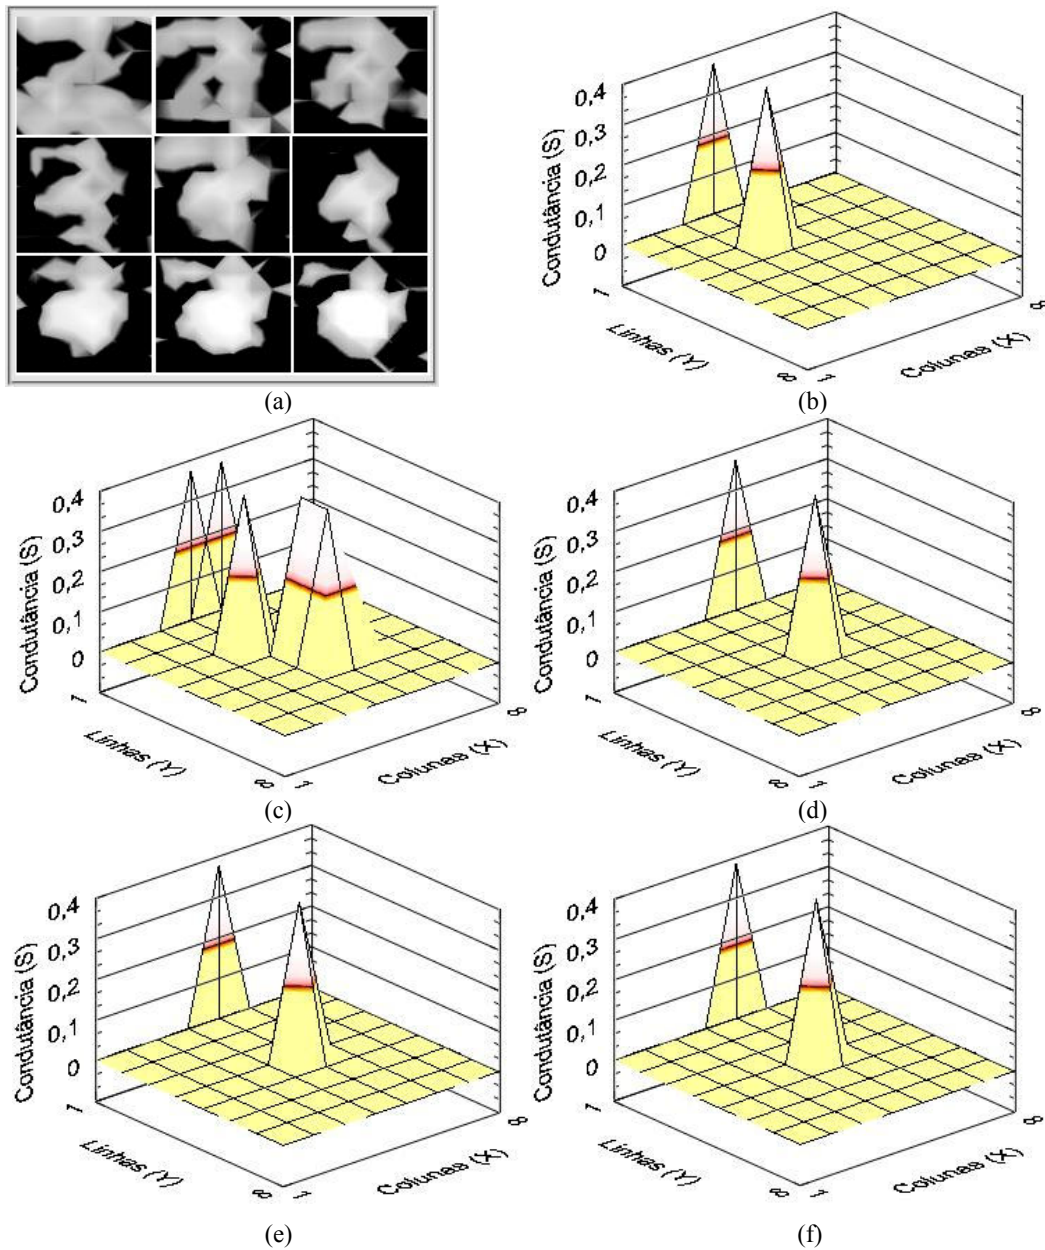 0,4
0,3
0,2
0,1
0
Condutância (S)
1
Linhas (Y)
8
1
Colunas (X)
8
(a)
(b)
0,4
0,3
0,2
0,1
0
Condutância (S)
1
Linhas (Y)
8
1
Colunas (X)
8
0,4
0,3
0,2
0,1
0
Condutância (S)
1
Linhas (Y)
8
1
Colunas (X)
8
(c)
(d)
0,4
0,3
0,2
0,1
0
Condutância (S)
1
Linhas (Y)
8
1
Colunas (X)
8
0,4
0,3
0,2
0,1
0
Condutância (S)
1
Linhas (Y)
8
1
Colunas (X)
8
(e)
(f)